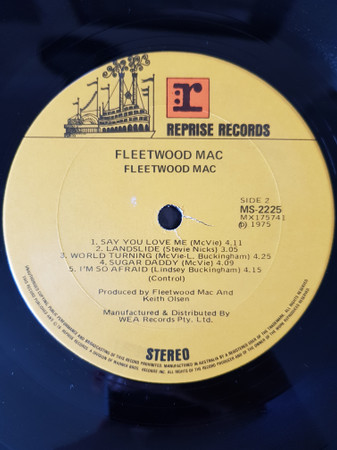 r
REPRISE RECORDS
FLEETWOOD MAC
FLEETWOOD MAC
SIDE 2
MS-2225
MX175741
℗ 1975
1. SAY YOU LOVE ME (McVie) 4.11
2. LANDSLIDE (Stevie Nicks) 3.05
3. WORLD TURNING (McVie-L. Buckingham) 4.25
4. SUGAR DADDY (McVie) 4.09
5. I'M SO AFRAID (Lindsey Buckingham) 4.15
(Control)
Produced by Fleetwood Mac And
Keith Olsen
Manufactured & Distributed By
WEA Records Pty. Ltd.
STEREO